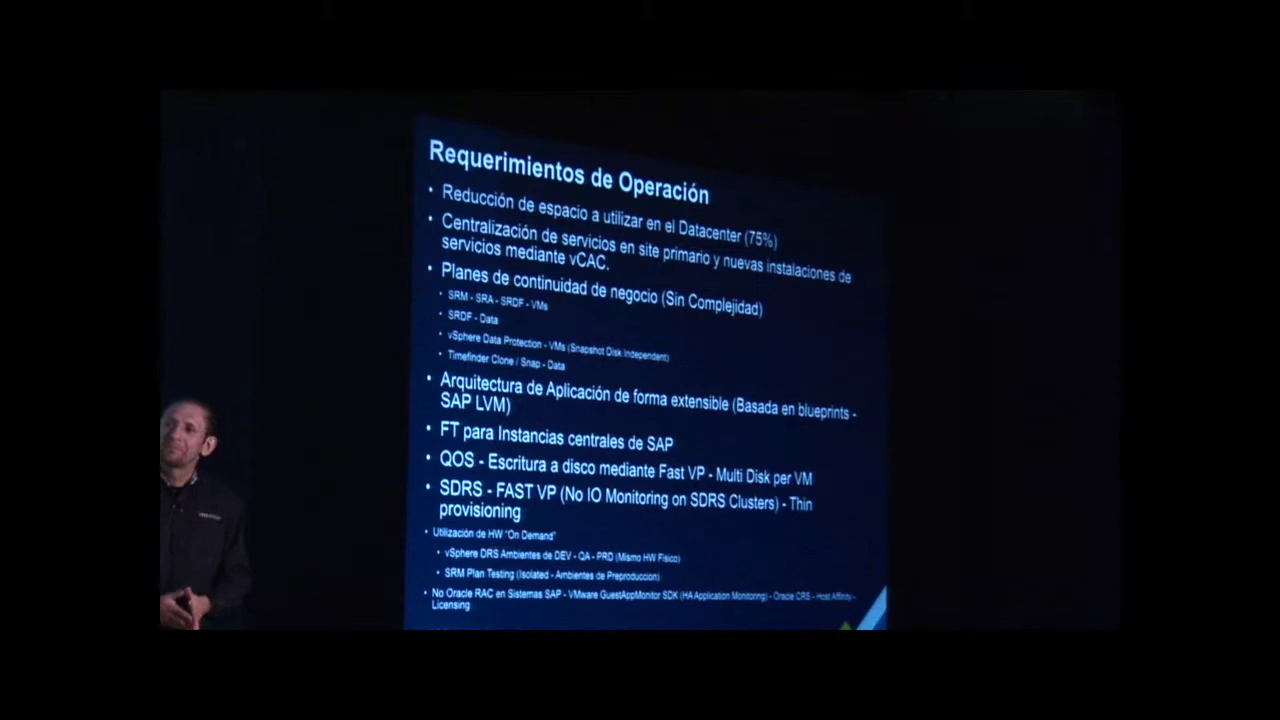 Requerimientos de Operación
• Reducción de espacio a utilizar en el Datacenter (75%)
• Centralización de servicios en site primario y nuevas instalaciones de
servicios mediante vCAC.
• Planes de continuidad de negocio (Sin Complejidad)
• SRM - SRA - SRDF - VMs
• SRDF - Data
• vSphere Data Protection - VMs (Snapshot Disk Independent)
• Timefinder Clone / Snap - Data
• Arquitectura de Aplicación de forma extensible (Basada en blueprints -
SAP LVM)
• FT para Instancias centrales de SAP
• QOS - Escritura a disco mediante Fast VP - Multi Disk per VM
• SDRS - FAST VP (No IO Monitoring on SDRS Clusters) - Thin
provisioning
• Utilización de HW "On Demand"
• vSphere DRS Ambientes de DEV - QA - PRD (Mismo HW Fisico)
• SRM Plan Testing (Isolated - Ambientes de Preproduccion)
• No Oracle RAC en Sistemas SAP - VMware GuestAppMonitor SDK (HA Application Monitoring) - Oracle CRS - Host Affinity -
Licensing